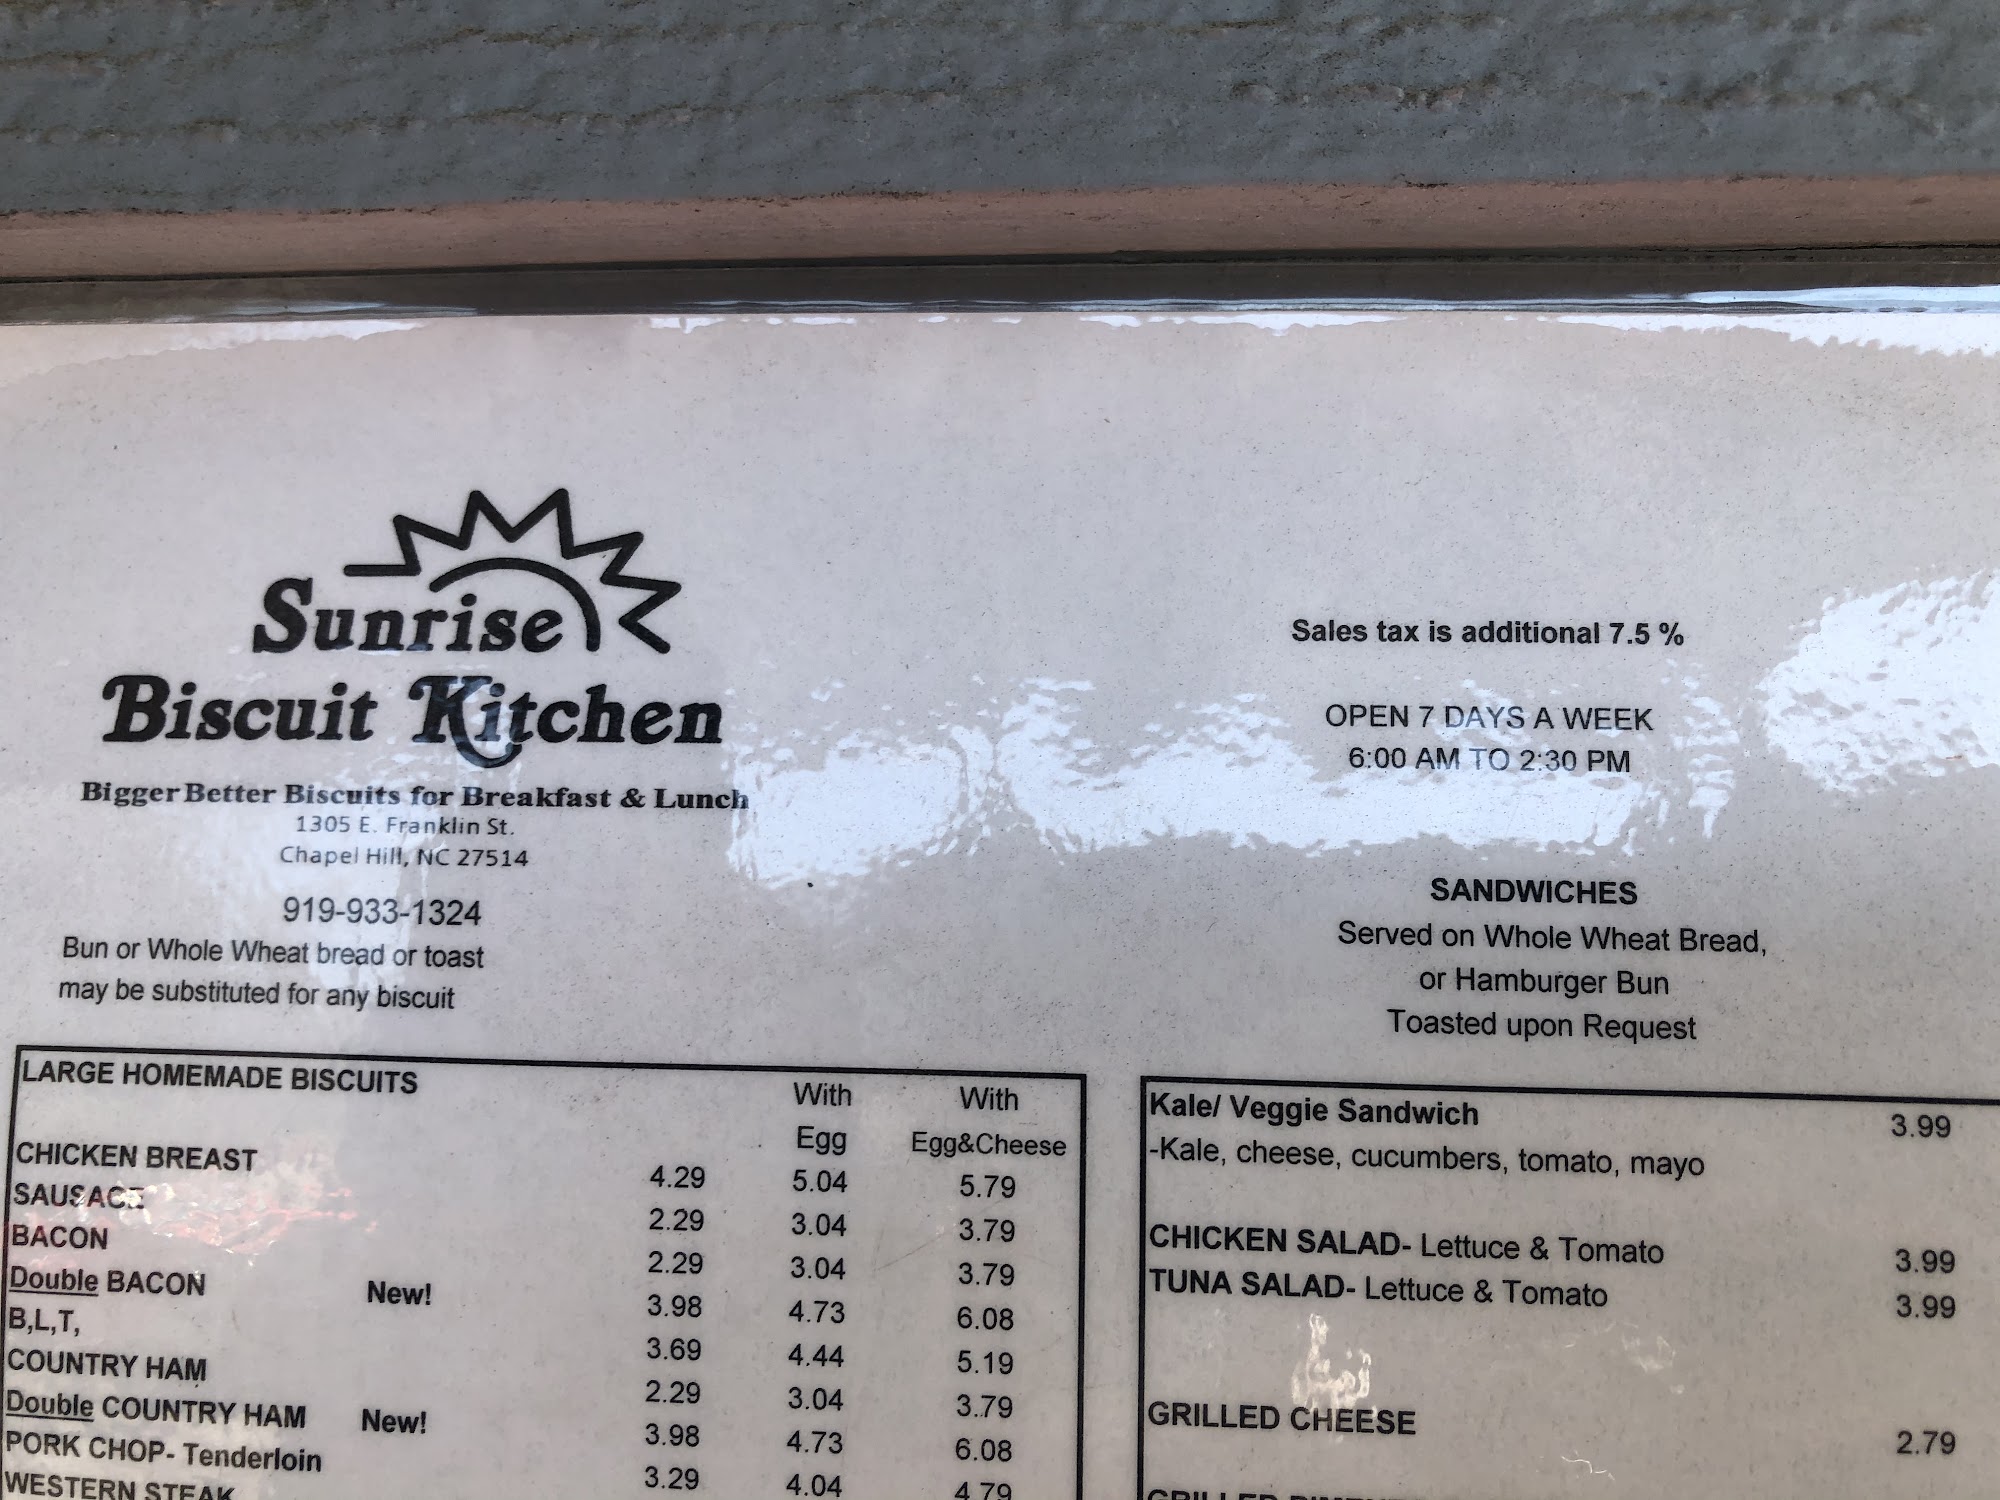 Sunrise
Biscuit Kitchen
Bigger Better Biscuits for Breakfast & Lunch
1305 E. Franklin St.
Chapel Hill, NC 27514
919-933-1324
Bun or Whole Wheat bread or toast
may be substituted for any biscuit
LARGE HOMEMADE BISCUITS
With With
Egg Egg&Cheese
CHICKEN BREAST 4.29 5.04 5.79
SAUSAGE 2.29 3.04 3.79
BACON 2.29 3.04 3.79
Double BACON New! 3.98 4.73 6.08
B,L,T, 3.69 4.44 5.19
COUNTRY HAM 2.29 3.04 3.79
Double COUNTRY HAM New! 3.98 4.73 6.08
PORK CHOP- Tenderloin 3.29 4.04 4.79
WESTERN STEAK
Sales tax is additional 7.5 %
OPEN 7 DAYS A WEEK
6:00 AM TO 2:30 PM
SANDWICHES
Served on Whole Wheat Bread,
or Hamburger Bun
Toasted upon Request
Kale/ Veggie Sandwich 3.99
-Kale, cheese, cucumbers, tomato, mayo
CHICKEN SALAD- Lettuce & Tomato 3.99
TUNA SALAD- Lettuce & Tomato 3.99
GRILLED CHEESE 2.79
GRILLED